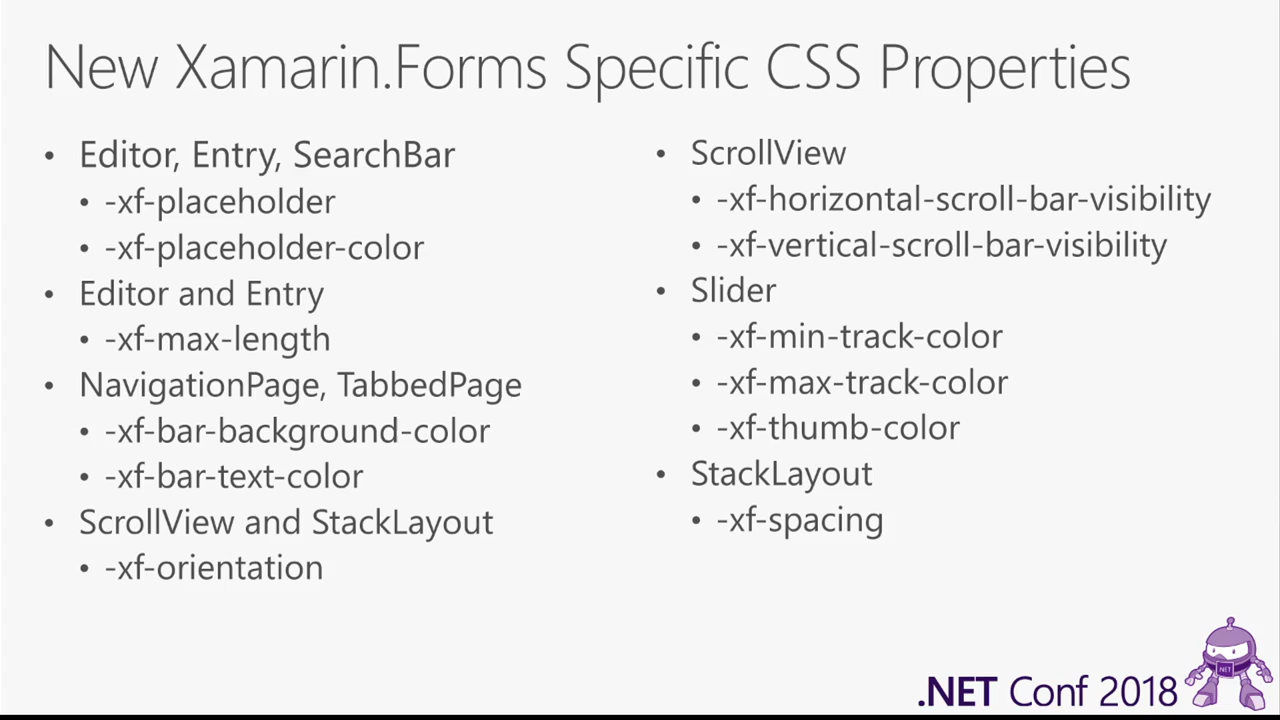 New Xamarin.Forms Specific CSS Properties
• Editor, Entry, SearchBar
• -xf-placeholder
• -xf-placeholder-color
• Editor and Entry
• -xf-max-length
• NavigationPage, TabbedPage
• -xf-bar-background-color
• -xf-bar-text-color
• ScrollView and StackLayout
• -xf-orientation
• ScrollView
• -xf-horizontal-scroll-bar-visibility
• -xf-vertical-scroll-bar-visibility
• Slider
• -xf-min-track-color
• -xf-max-track-color
• -xf-thumb-color
• StackLayout
• -xf-spacing
.NET Conf 2018
.NET